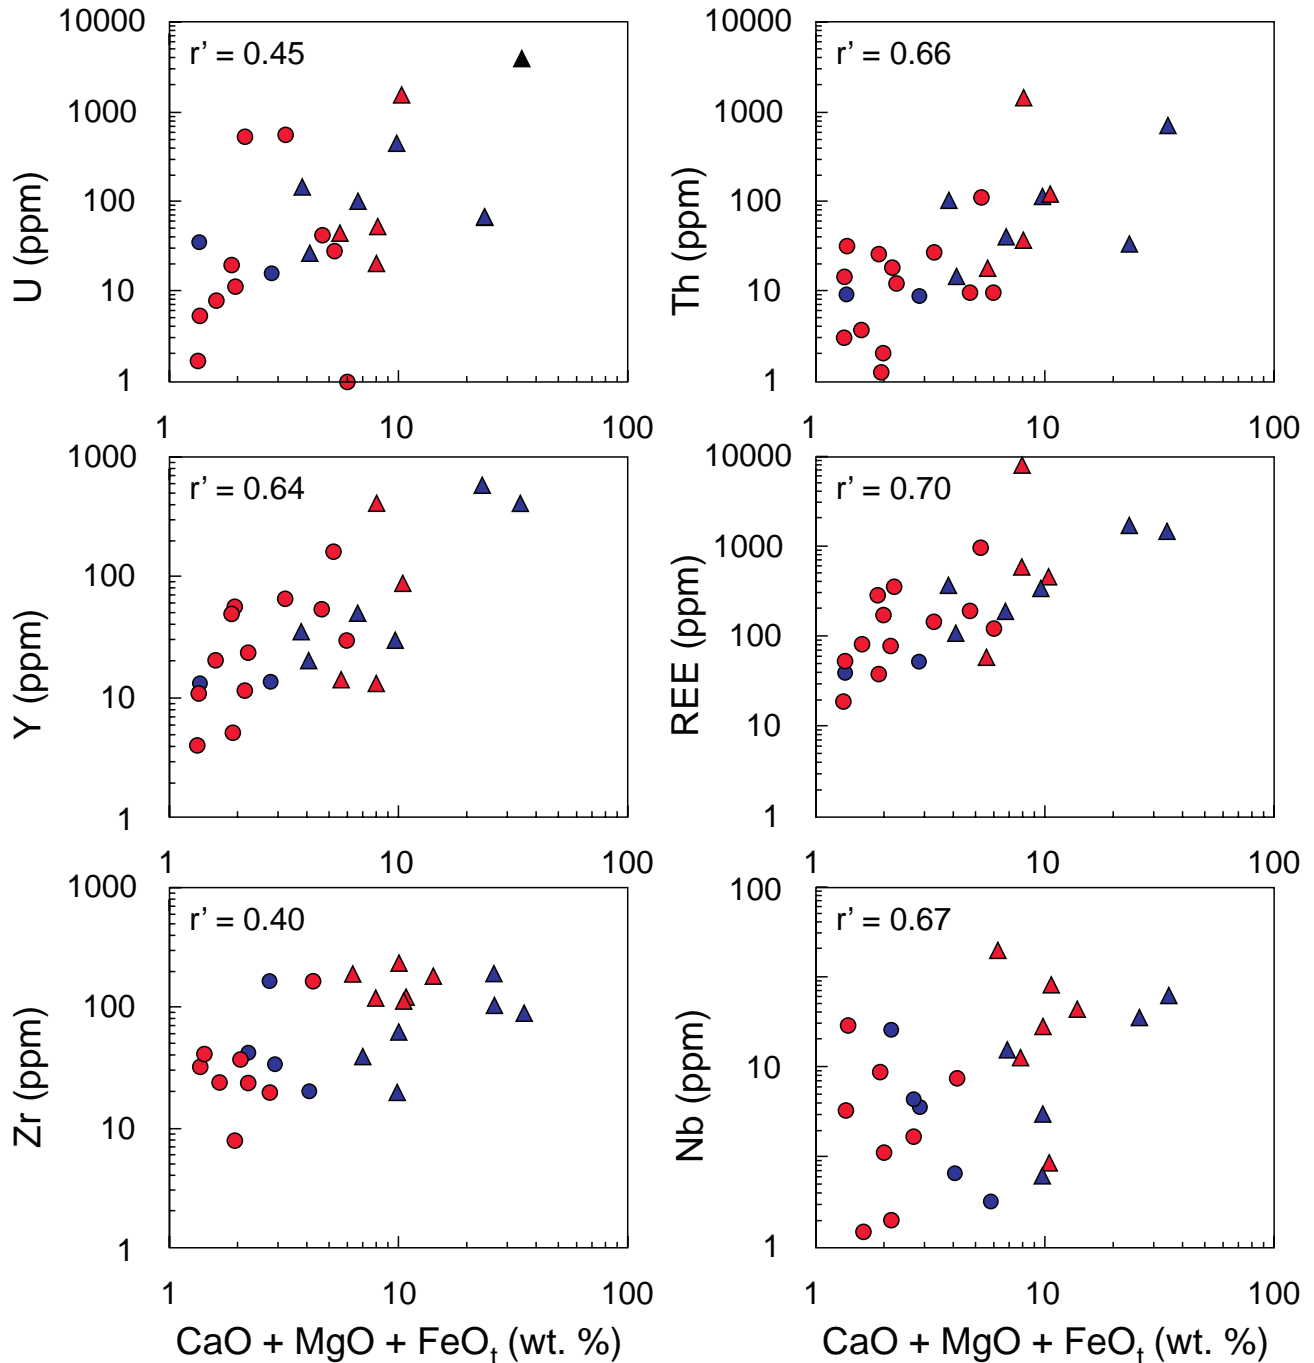 10000
r’ = 0.45
1000
100
10
1
U (ppm)
1 10 100
10000
r’ = 0.66
1000
100
10
1
Th (ppm)
1 10 100
1000
r’ = 0.64
100
10
1
Y (ppm)
1 10 100
10000
r’ = 0.70
1000
100
10
1
REE (ppm)
1 10 100
1000
r’ = 0.40
100
10
1
Zr (ppm)
1 10 100
CaO + MgO + FeOt (wt. %)
100
r’ = 0.67
10
1
Nb (ppm)
1 10 100
CaO + MgO + FeOt (wt. %)